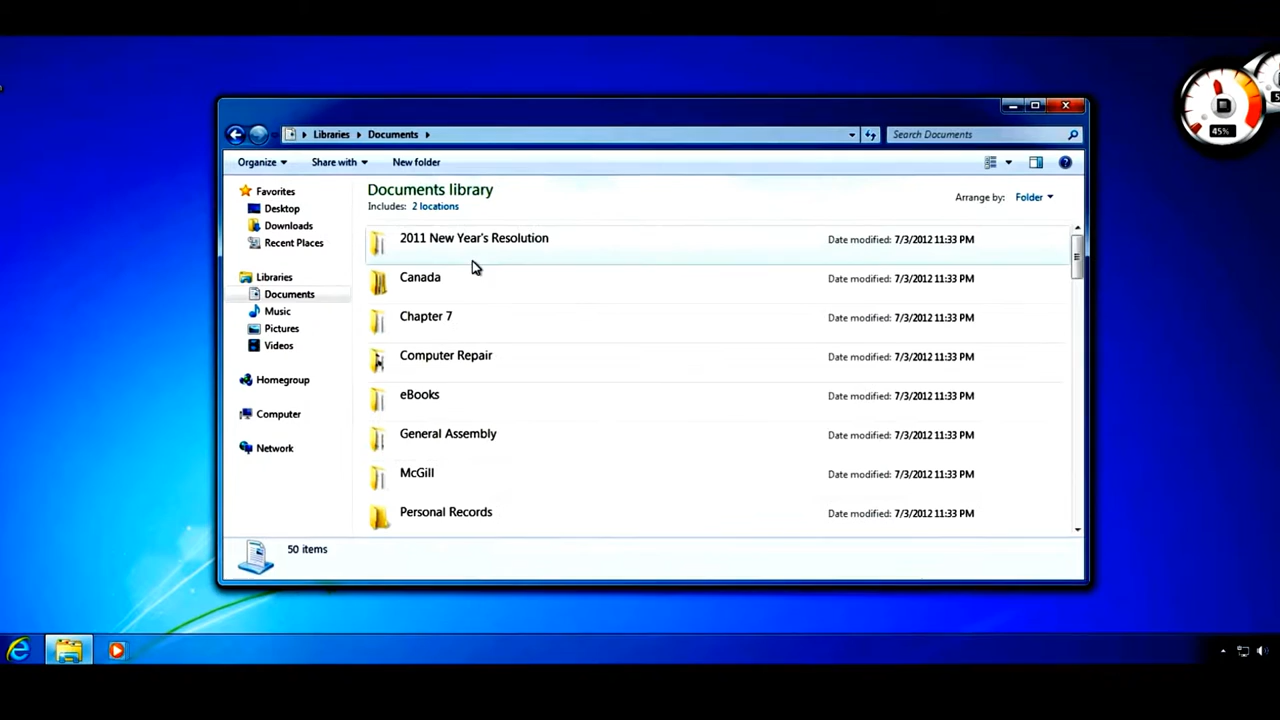 45%
Libraries Documents
Search Documents
Organize Share with New folder
Documents library
Includes: 2 locations
Arrange by: Folder
Favorites
Desktop
Downloads
Recent Places
Libraries
Documents
Music
Pictures
Videos
Homegroup
Computer
Network
2011 New Year's Resolution Date modified: 7/3/2012 11:33 PM
Canada Date modified: 7/3/2012 11:33 PM
Chapter 7 Date modified: 7/3/2012 11:33 PM
Computer Repair Date modified: 7/3/2012 11:33 PM
eBooks Date modified: 7/3/2012 11:33 PM
General Assembly Date modified: 7/3/2012 11:33 PM
McGill Date modified: 7/3/2012 11:33 PM
Personal Records Date modified: 7/3/2012 11:33 PM
50 items